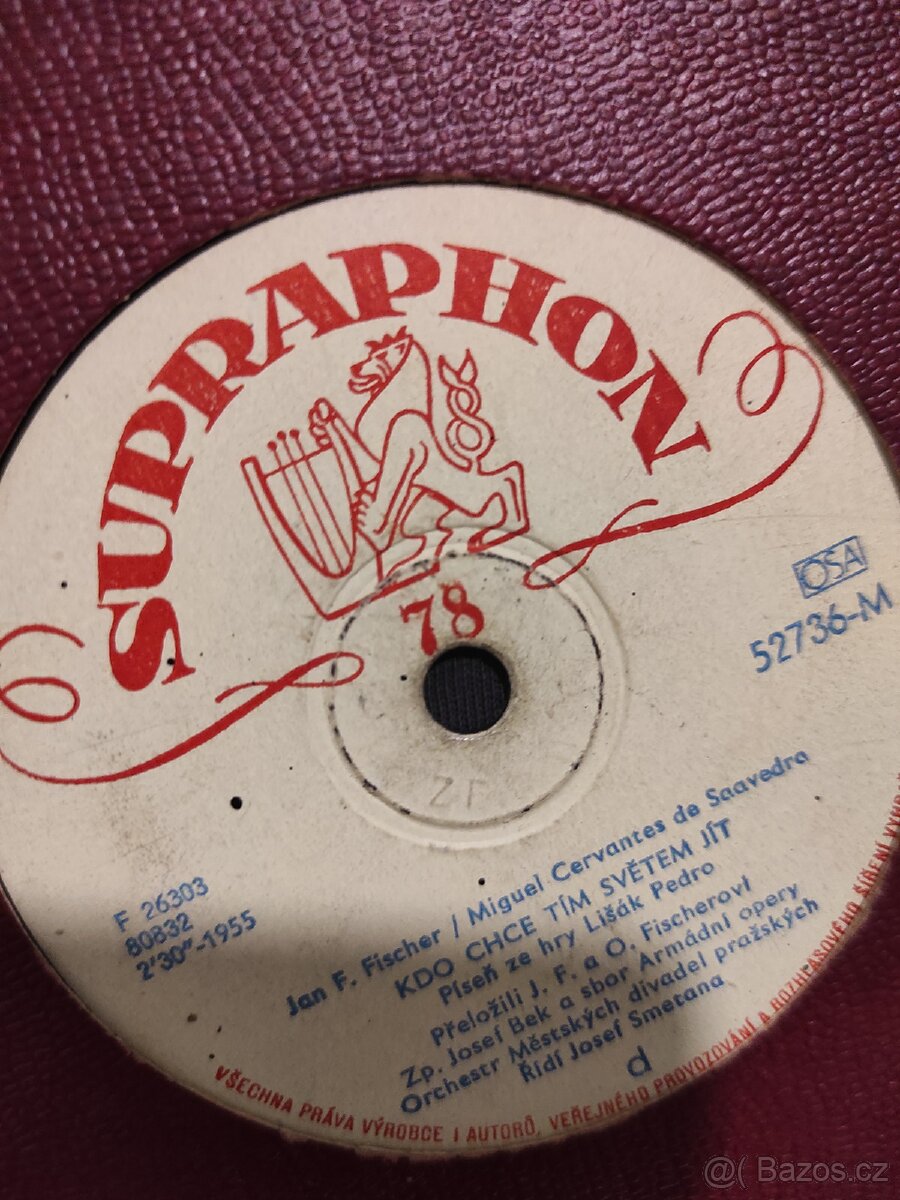 SUPRAPHON
78
OSA
52736-M
F 26303
80832
2'30"-1955
Jan F. Fischer / Miguel Cervantes de Saavedra
KDO CHCE TÍM SVĚTEM JÍT
Píseň ze hry Lišák Pedro
Přeložili J. F. a O. Fischerovi
Zp. Josef Bek a sbor Armádní opery
Orchestr Městských divadel pražských
Řídí Josef Smetana
d
VŠECHNA PRÁVA VÝROBCE I AUTORŮ, VEŘEJNÉHO PROVOZOVÁNÍ A ROZHLASOVÉHO ŠÍŘENÍ
@( Bazos.cz